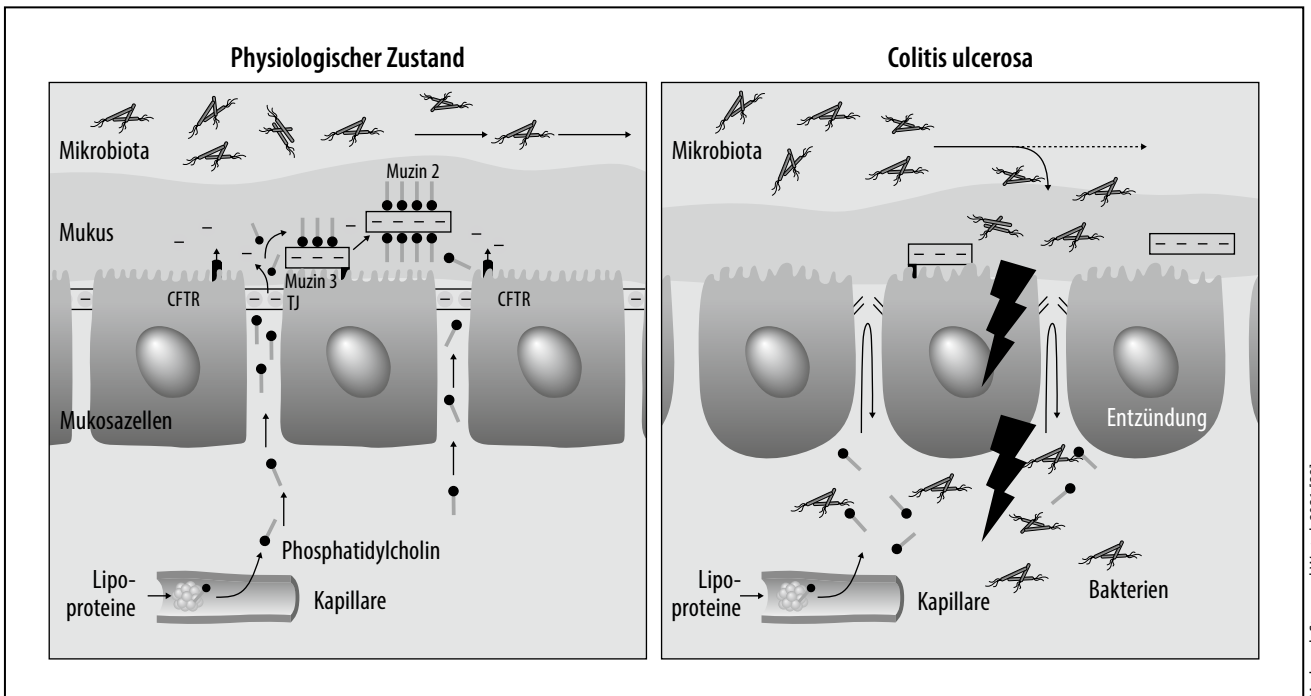 Physiologischer Zustand
Mikrobiota
Muzin 2
Mukus
Muzin 3
CFTR
TJ
CFTR
Mukosazellen
Phosphatidylcholin
Lipo-
proteine
Kapillare
Colitis ulcerosa
Mikrobiota
Entzündung
Lipo-
proteine
Kapillare
Bakterien